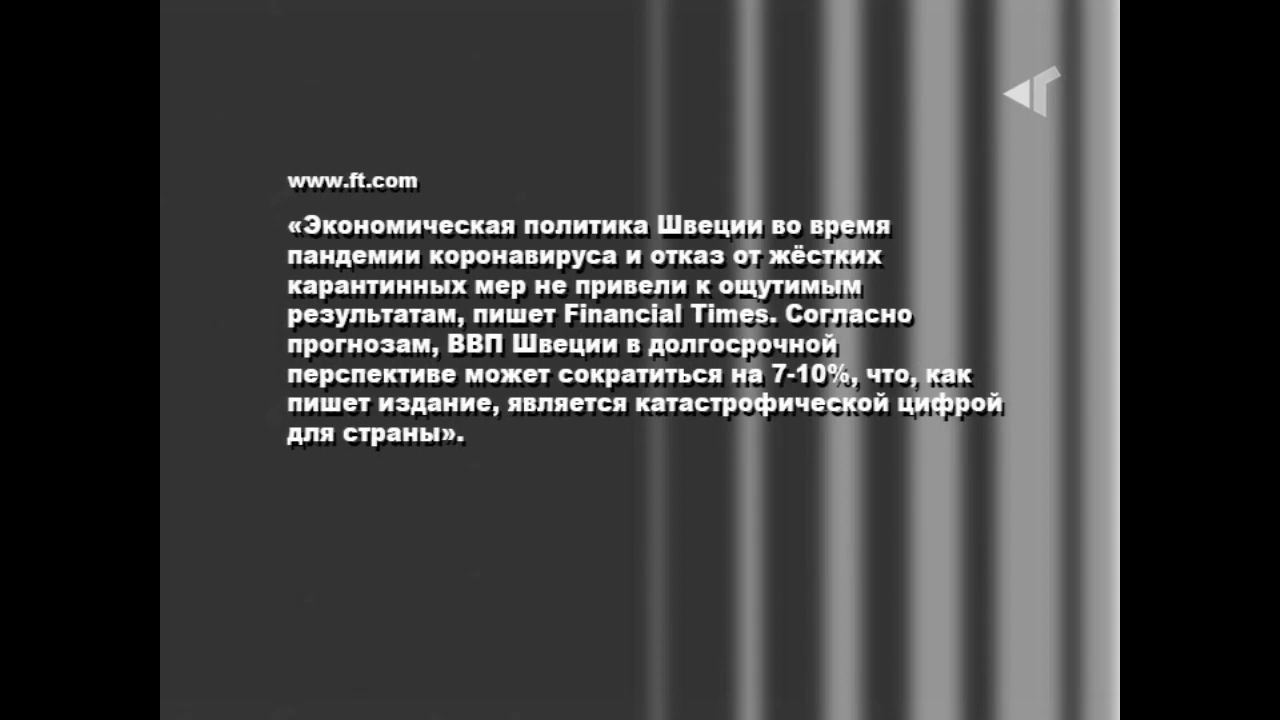 www.ft.com
«Экономическая политика Швеции во время
пандемии коронавируса и отказ от жёстких
карантинных мер не привели к ощутимым
результатам, пишет Financial Times. Согласно
прогнозам, ВВП Швеции в долгосрочной
перспективе может сократиться на 7-10%, что, как
пишет издание, является катастрофической цифрой
для страны».